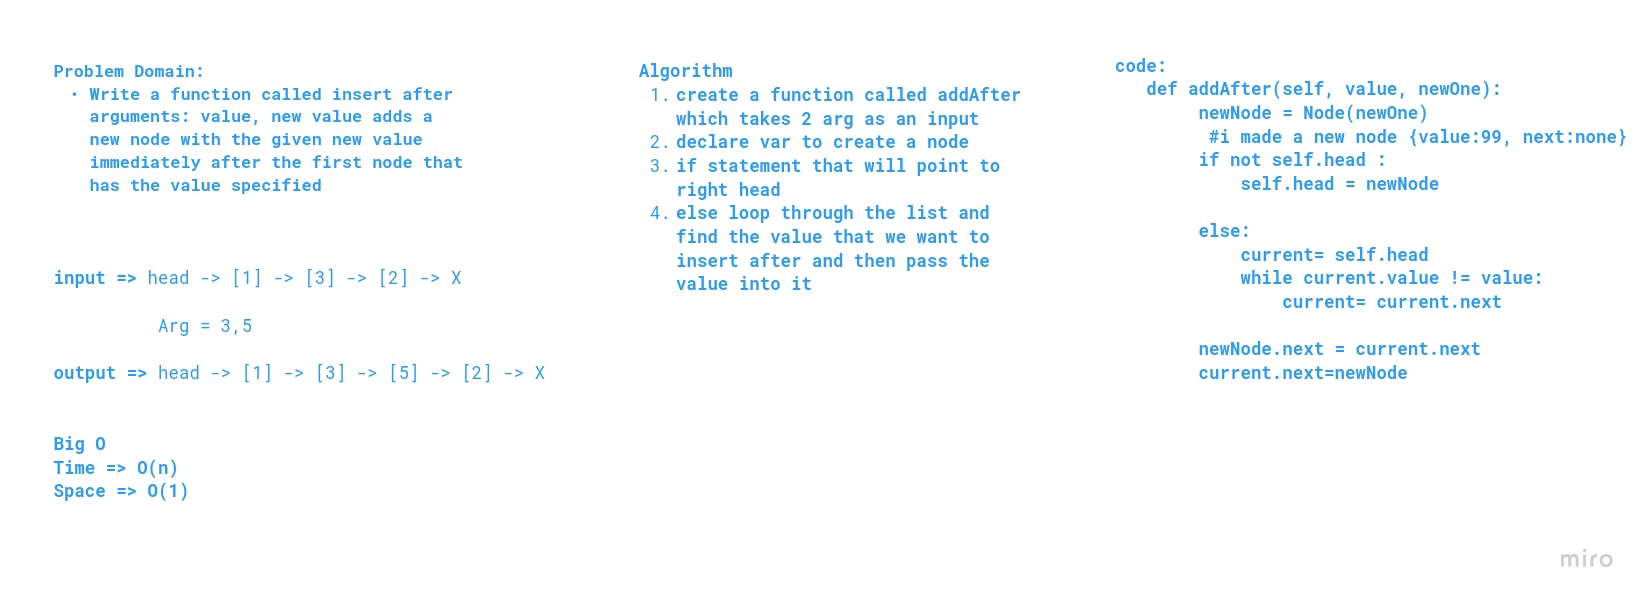 Problem Domain:
• Write a function called insert after
arguments: value, new value adds a
new node with the given new value
immediately after the first node that
has the value specified
input => head -> [1] -> [3] -> [2] -> X
Arg = 3,5
output => head -> [1] -> [3] -> [5] -> [2] -> X
Big O
Time => O(n)
Space => O(1)
Algorithm
1. create a function called addAfter
which takes 2 arg as an input
2. declare var to create a node
3. if statement that will point to
right head
4. else loop through the list and
find the value that we want to
insert after and then pass the
value into it
code:
def addAfter(self, value, newOne):
newNode = Node(newOne)
#i made a new node {value:99, next:none}
if not self.head :
self.head = newNode
else:
current= self.head
while current.value != value:
current= current.next
newNode.next = current.next
current.next=newNode
miro